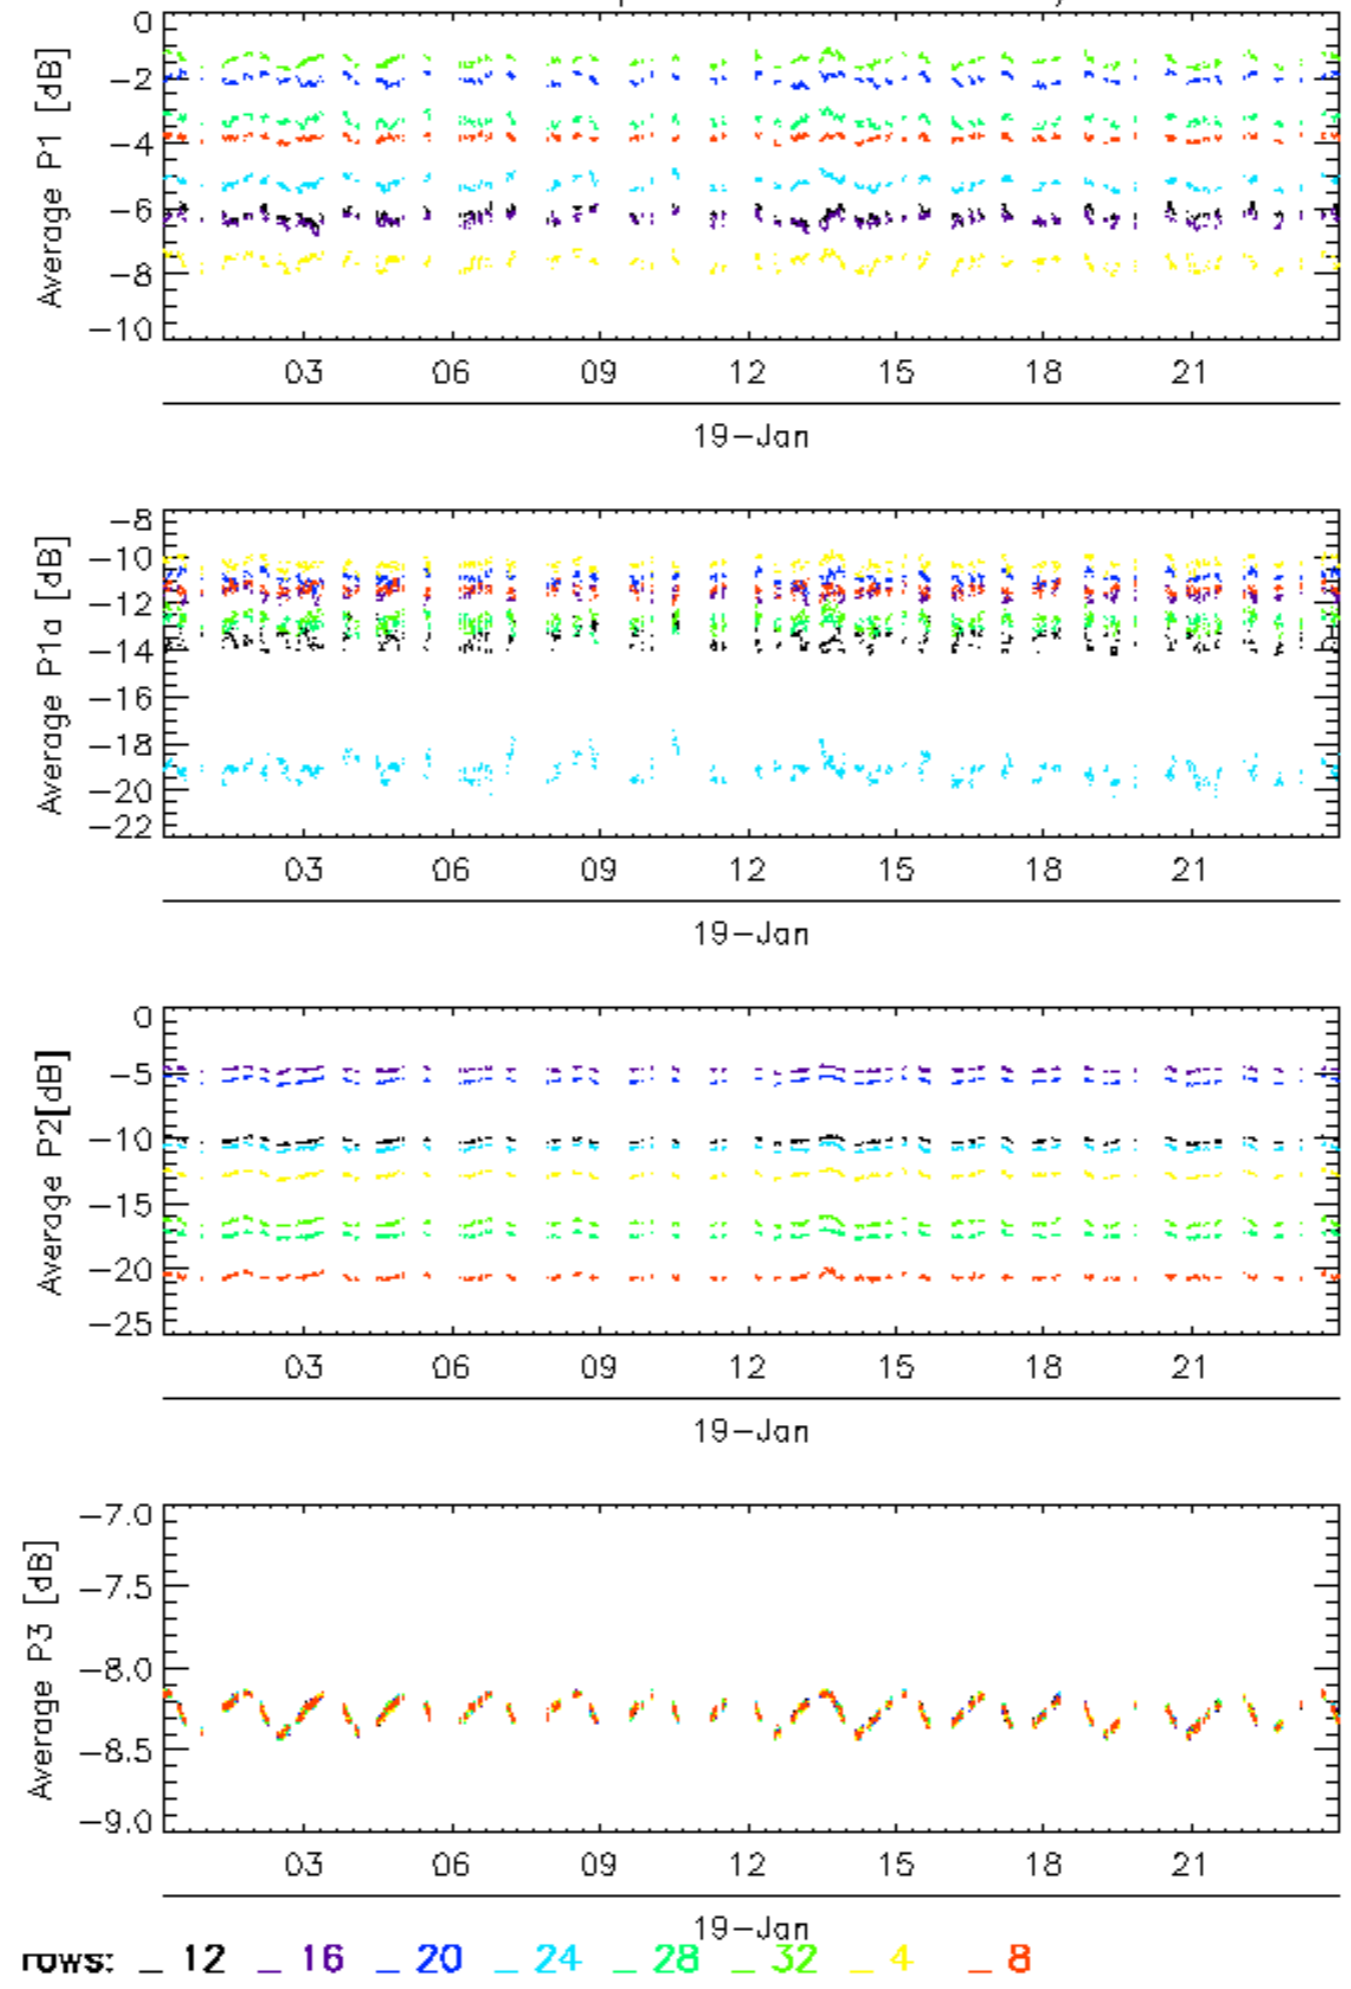 0
−2
−4
−6
−8
−10
Average P1 [dB]
03 06 09 12 15 18 21
19−Jan
−8
−10
−12
−14
−16
−18
−20
−22
Average P1a [dB]
03 06 09 12 15 18 21
19−Jan
0
−5
−10
−15
−20
−25
Average P2[dB]
03 06 09 12 15 18 21
19−Jan
−7.0
−7.5
−8.0
−8.5
−9.0
Average P3 [dB]
03 06 09 12 15 18 21
19−Jan
rows: _ 12 _ 16 _ 20 _ 24 _ 28 _ 32 _ 4 _ 8